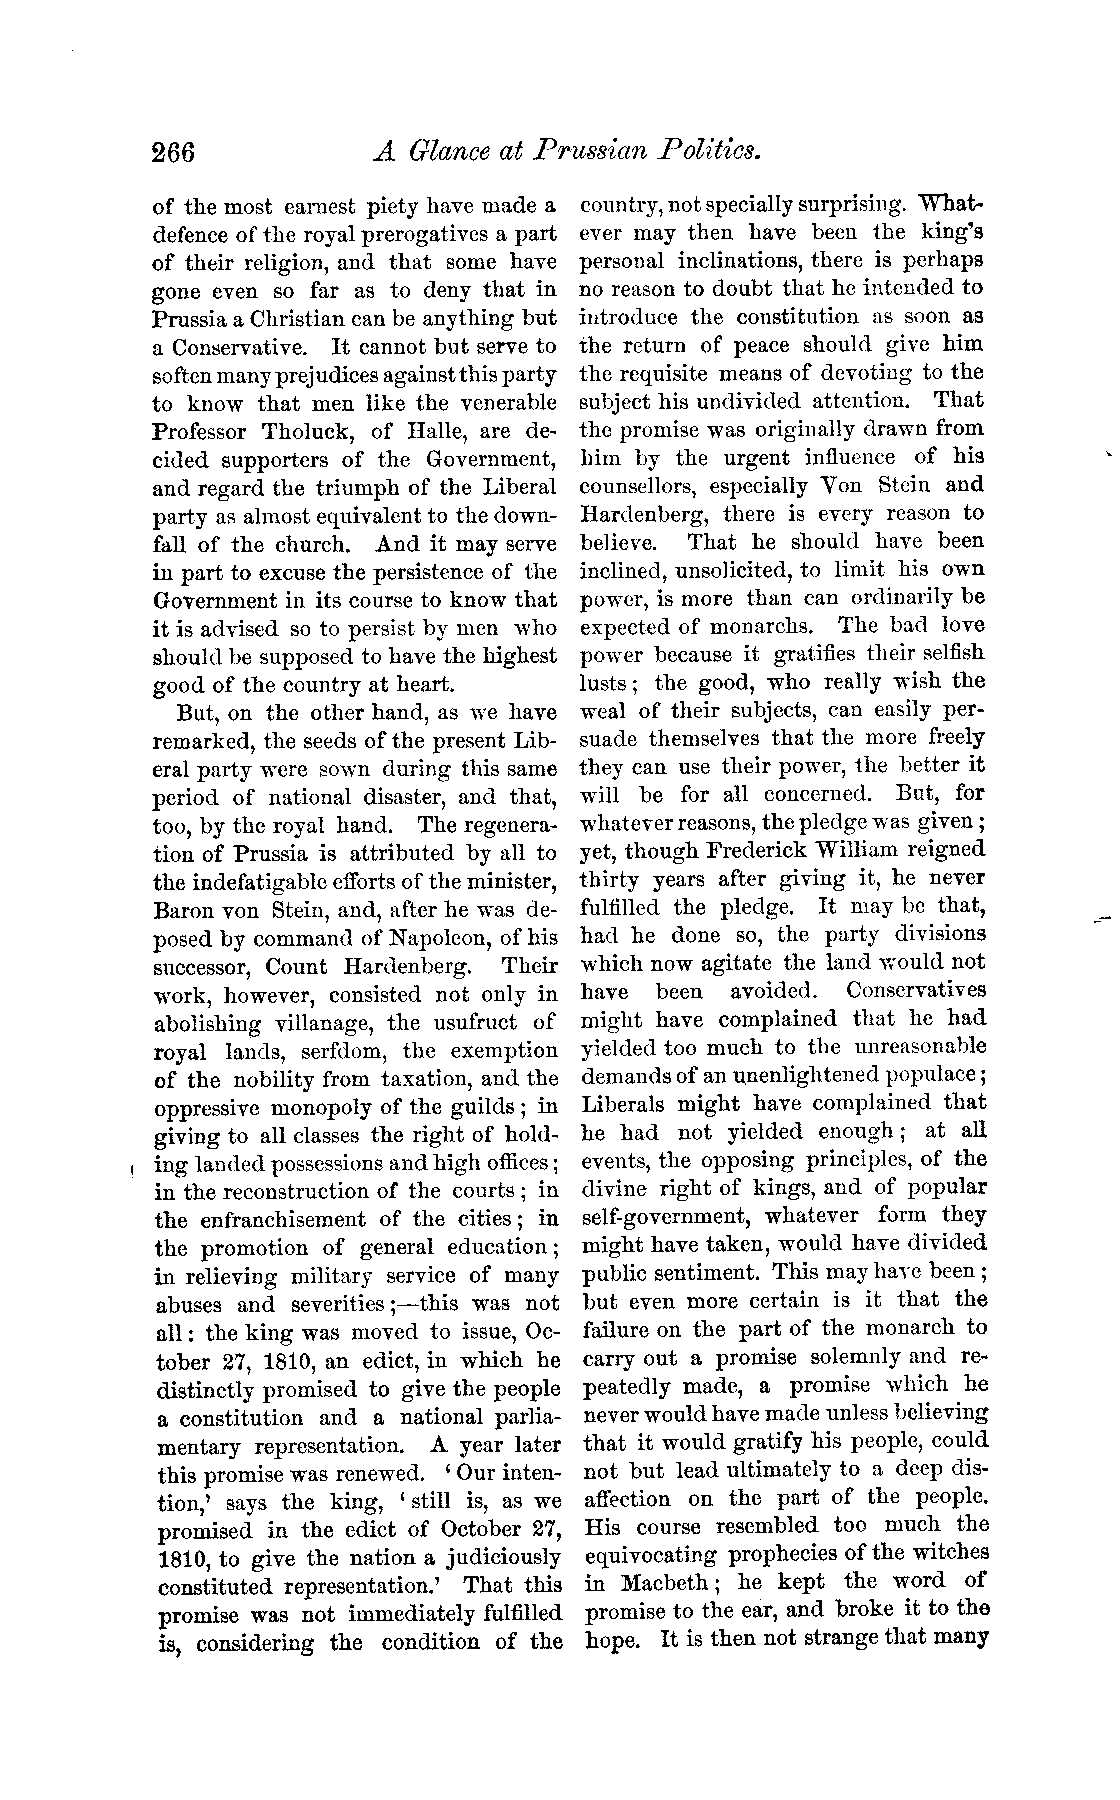 266 A Glance at Prussian Politics.
of the most earnest piety have made a
defence of the royal prerogatives a part
of their religion, and that some have
gone even so far as to deny that in
Prussia a Christian can be anything but
a Conservative. It cannot but serve to
soften many prejudices against this party
to know that men like the venerable
Professor Tholuck, of Halle, are de-
cided supporters of the Government,
and regard the triumph of the Liberal
party as almost equivalent to the down-
fall of the church. And it may serve
in part to excuse the persistence of the
Government in its course to know that
it is advised so to persist by men who
should be supposed to have the highest
good of the country at heart.
But, on the other hand, as we have
remarked, the seeds of the present Lib-
eral party were sown during this same
period of national disaster, and that,
too, by the royal hand. The regenera-
tion of Prussia is attributed by all to
the indefatigable efforts of the minister,
Baron von Stein, and, after he was de-
posed by command of Napoleon, of his
successor, Count Hardenberg. Their
work, however, consisted not only in
abolishing villanage, the usufruct of
royal lands, serfdom, the exemption
of the nobility from taxation, and the
oppressive monopoly of the guilds; in
giving to all classes the right of hold-
ing landed possessions and high offices;
in the reconstruction of the courts; in
the enfranchisement of the cities; in
the promotion of general education;
in relieving military service of many
abuses and severities;—this was not
all: the king was moved to issue, Oc-
tober 27, 1810, an edict, in which he
distinctly promised to give the people
a constitution and a national parlia-
mentary representation. A year later
this promise was renewed. ‘Our inten-
tion,’ says the king, ‘still is, as we
promised in the edict of October 27,
1810, to give the nation a judiciously
constituted representation.’ That this
promise was not immediately fulfilled
is, considering the condition of the
country, not specially surprising. What-
ever may then have been the king's
personal inclinations, there is perhaps
no reason to doubt that he intended to
introduce the constitution as soon as
the return of peace should give him
the requisite means of devoting to the
subject his undivided attention. That
the promise was originally drawn from
him by the urgent influence of his
counsellors, especially Von Stein and
Hardenberg, there is every reason to
believe. That he should have been
inclined, unsolicited, to limit his own
power, is more than can ordinarily be
expected of monarchs. The bad love
power because it gratifies their selfish
lusts; the good, who really wish the
weal of their subjects, can easily per-
suade themselves that the more freely
they can use their power, the better it
will be for all concerned. But, for
whatever reasons, the pledge was given;
yet, though Frederick William reigned
thirty years after giving it, he never
fulfilled the pledge. It may be that,
had he done so, the party divisions
which now agitate the land would not
have been avoided. Conservatives
might have complained that he had
yielded too much to the unreasonable
demands of an unenlightened populace;
Liberals might have complained that
he had not yielded enough; at all
events, the opposing principles, of the
divine right of kings, and of popular
self-government, whatever form they
might have taken, would have divided
public sentiment. This may have been;
but even more certain is it that the
failure on the part of the monarch to
carry out a promise solemnly and re-
peatedly made, a promise which he
never would have made unless believing
that it would gratify his people, could
not but lead ultimately to a deep dis-
affection on the part of the people.
His course resembled too much the
equivocating prophecies of the witches
in Macbeth; he kept the word of
promise to the ear, and broke it to the
hope. It is then not strange that many